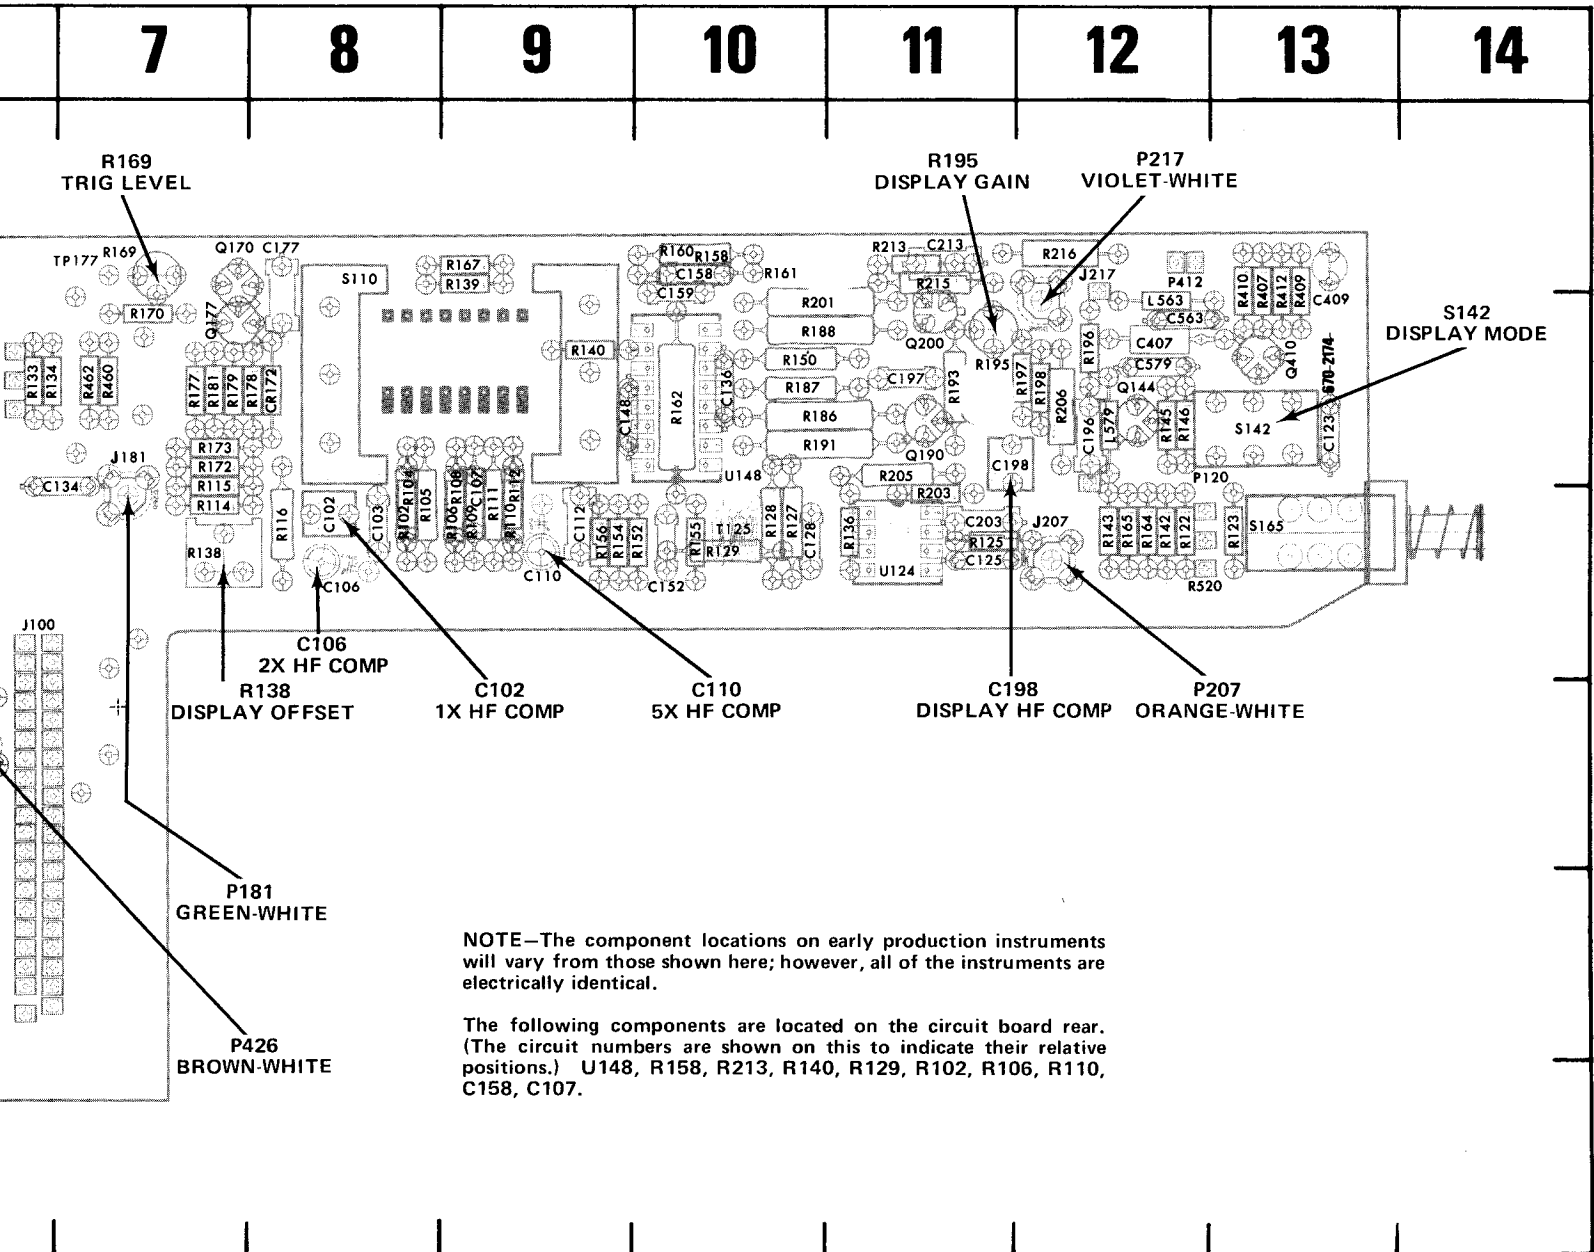 7 8 9 10 11 12 13 14
R169
TRIG LEVEL
R195
DISPLAY GAIN
P217
VIOLET-WHITE
TP177
R169
Q170
C177
S110
R167
R139
R160
R158
C158
R161
C159
R213
C213
R215
R216
J217
P412
L563
C563
R410
R407
R412
R409
C409
S142
DISPLAY MODE
R170
Q177
R201
R188
R150
R187
R186
R191
Q200
R195
R196
C407
C579
Q410
670-2174-
R133
R134
R462
R460
R177
R181
R179
R178
CR172
R140
C148
R162
C136
C197
R193
R197
R198
R206
Q144
C196
L579
R145
R146
S142
C123
R173
R172
R115
R114
J181
C134
U148
Q190
R205
R203
C198
P120
R116
C102
C103
R102
R104
R105
R106
R108
R109
C107
R111
R110
R112
C112
R156
R154
R152
R155
T125
R129
R128
R127
C128
R136
C203
R125
C125
U124
J207
R143
R165
R164
R142
R122
R123
S165
R138
C106
C110
C152
R520
J100
C106
2X HF COMP
R138
DISPLAY OFFSET
C102
1X HF COMP
C110
5X HF COMP
C198
DISPLAY HF COMP
P207
ORANGE-WHITE
P181
GREEN-WHITE
P426
BROWN-WHITE
NOTE—The component locations on early production instruments
will vary from those shown here; however, all of the instruments are
electrically identical.
The following components are located on the circuit board rear.
(The circuit numbers are shown on this to indicate their relative
positions.) U148, R158, R213, R140, R129, R102, R106, R110,
C158, C107.